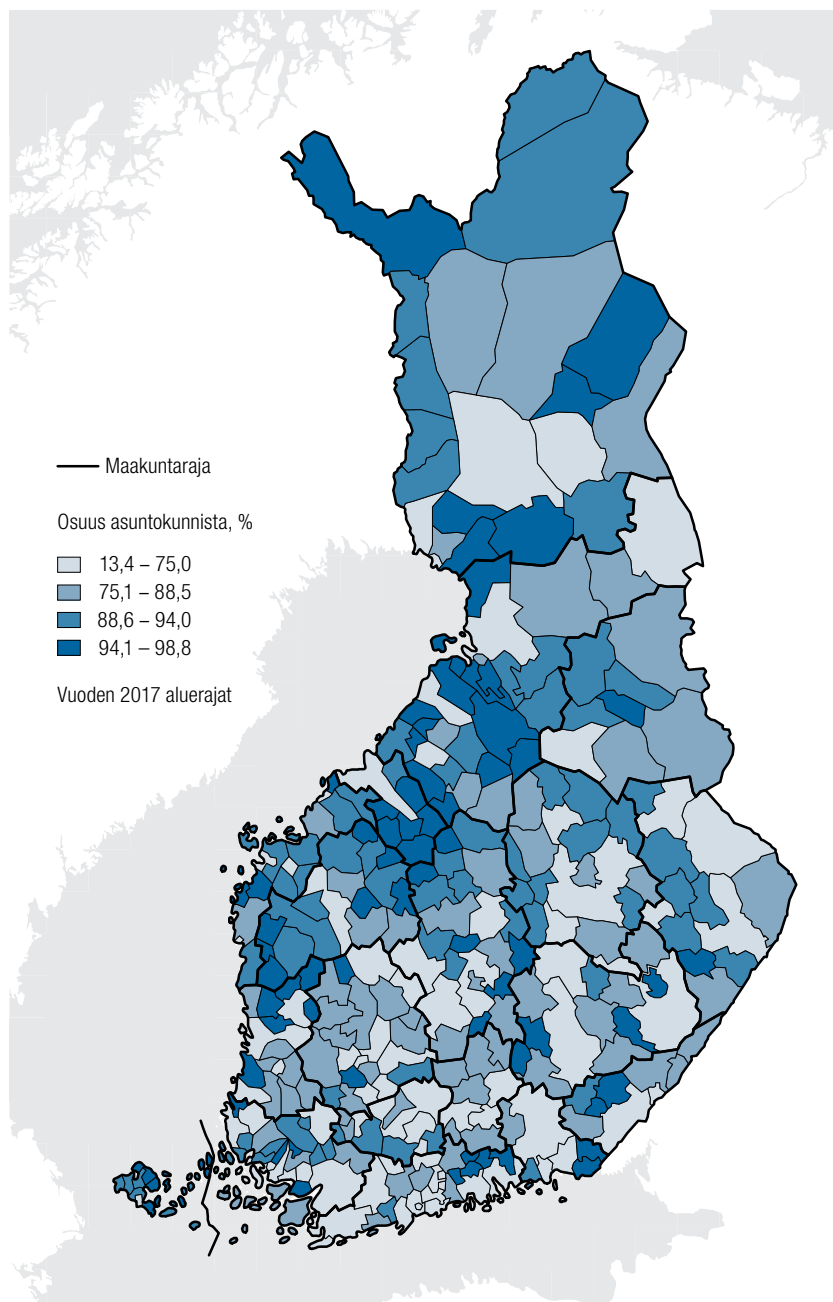 Maakuntaraja
Osuus asuntokunnista, %
13,4 – 75,0
75,1 – 88,5
88,6 – 94,0
94,1 – 98,8
Vuoden 2017 aluerajat